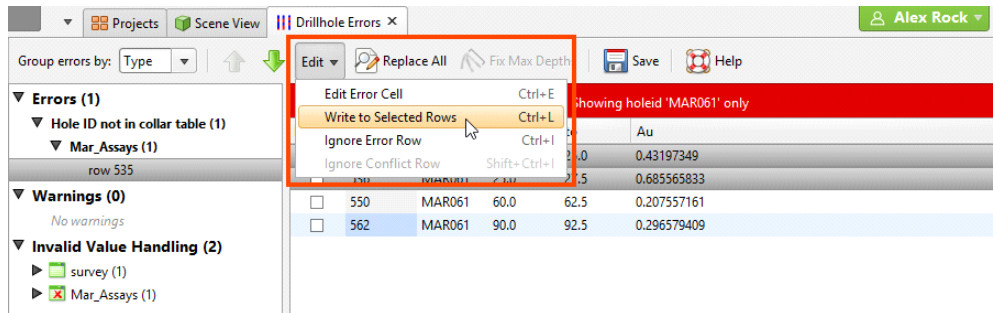 Projects Scene View Drillhole Errors × Alex Rock
Group errors by: Type Edit Replace All Fix Max Depth Save Help
Errors (1)
Hole ID not in collar table (1)
Mar_Assays (1)
row 535
Warnings (0)
No warnings
Invalid Value Handling (2)
survey (1)
Mar_Assays (1)
Edit Error Cell Ctrl+E
Write to Selected Rows Ctrl+L
Ignore Error Row Ctrl+I
Ignore Conflict Row Shift+Ctrl+I
Showing holeid 'MAR061' only
Au
0.43197349
MAR061 0.685565833
550 MAR061 60.0 62.5 0.207557161
562 MAR061 90.0 92.5 0.296579409